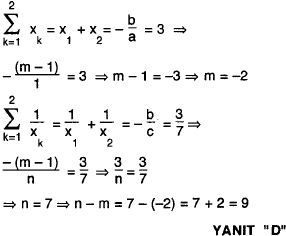 2
∑ x_k = x_1 + x_2 = − b/a = 3 ⇒
k=1
− (m − 1)/1 = 3 ⇒ m − 1 = −3 ⇒ m = −2
2
∑ 1/x_k = 1/x_1 + 1/x_2 = − b/c = 3/7 ⇒
k=1
−(m − 1)/n = 3/7 ⇒ 3/n = 3/7
⇒ n = 7 ⇒ n − m = 7 − (−2) = 7 + 2 = 9
YANIT "D"